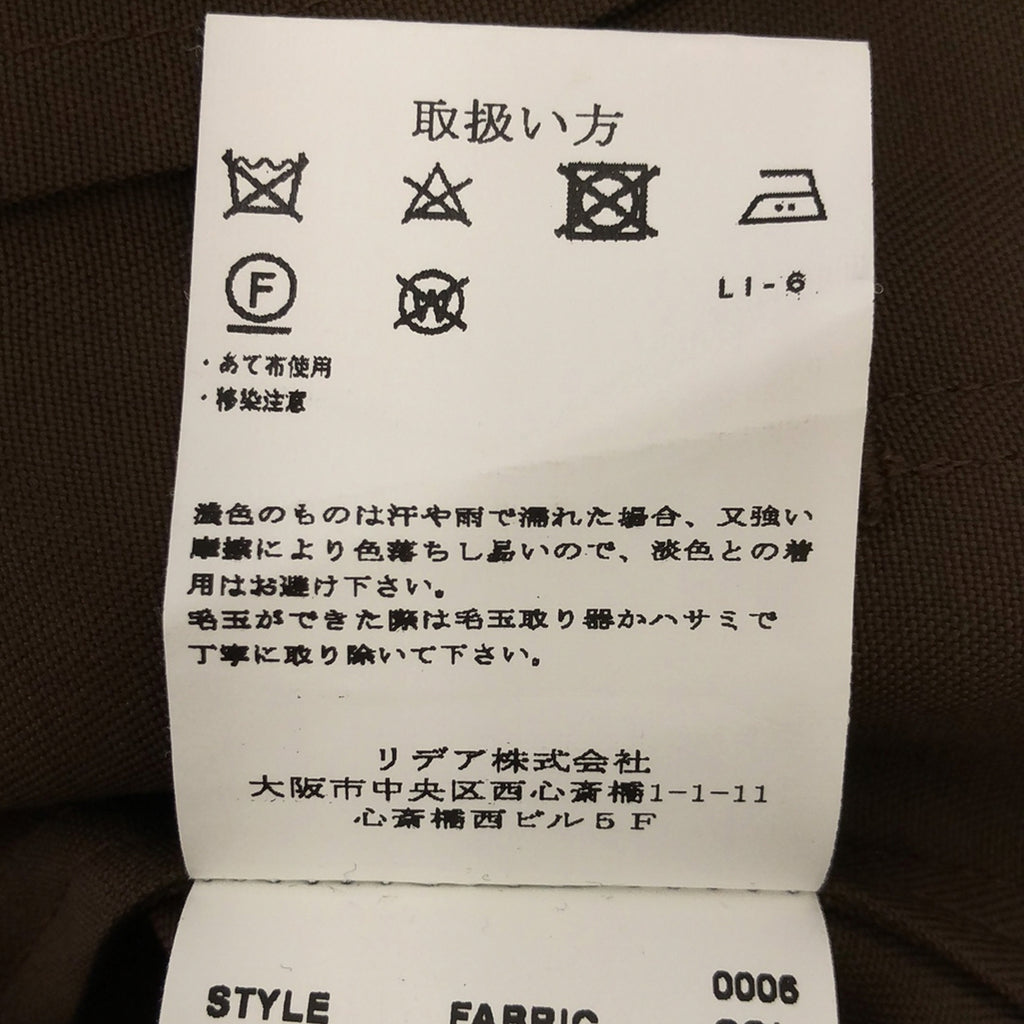 取扱い方
F
W
LI-6
・あて布使用
・移染注意
濃色のものは汗や雨で濡れた場合、又強い
摩擦により色落ちし易いので、淡色との着
用はお避け下さい。
毛玉ができた際は毛玉取り器かハサミで
丁寧に取り除いて下さい。
リデア株式会社
大阪市中央区西心斎橋1-1-11
心斎橋西ビル5F
0006
STYLE FABRIC